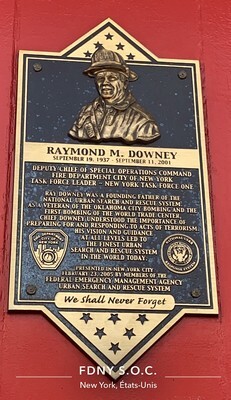 RAYMOND M. DOWNEY
SEPTEMBER 19, 1937 - SEPTEMBER 11, 2001
DEPUTY CHIEF OF SPECIAL OPERATIONS COMMAND
FIRE DEPARTMENT CITY OF NEW YORK
TASK FORCE LEADER – NEW YORK TASK FORCE ONE
RAY DOWNEY WAS A FOUNDING FATHER OF THE
NATIONAL URBAN SEARCH AND RESCUE SYSTEM
AS A VETERAN OF THE OKLAHOMA CITY BOMBING AND THE
FIRST BOMBING OF THE WORLD TRADE CENTER,
CHIEF DOWNEY UNDERSTOOD THE IMPORTANCE OF
PREPARING FOR AND RESPONDING TO ACTS OF TERRORISM
HIS VISION AND GUIDANCE
AT ALL LEVELS LED TO
THE FINEST URBAN
SEARCH AND RESCUE SYSTEM
IN THE WORLD TODAY
PRESENTED IN NEW YORK CITY
FEBRUARY 23, 2005 BY MEMBERS OF THE
FEDERAL EMERGENCY MANAGEMENT AGENCY
URBAN SEARCH AND RESCUE SYSTEM
We Shall Never Forget
FDNY S.O.C.
New York, États-Unis